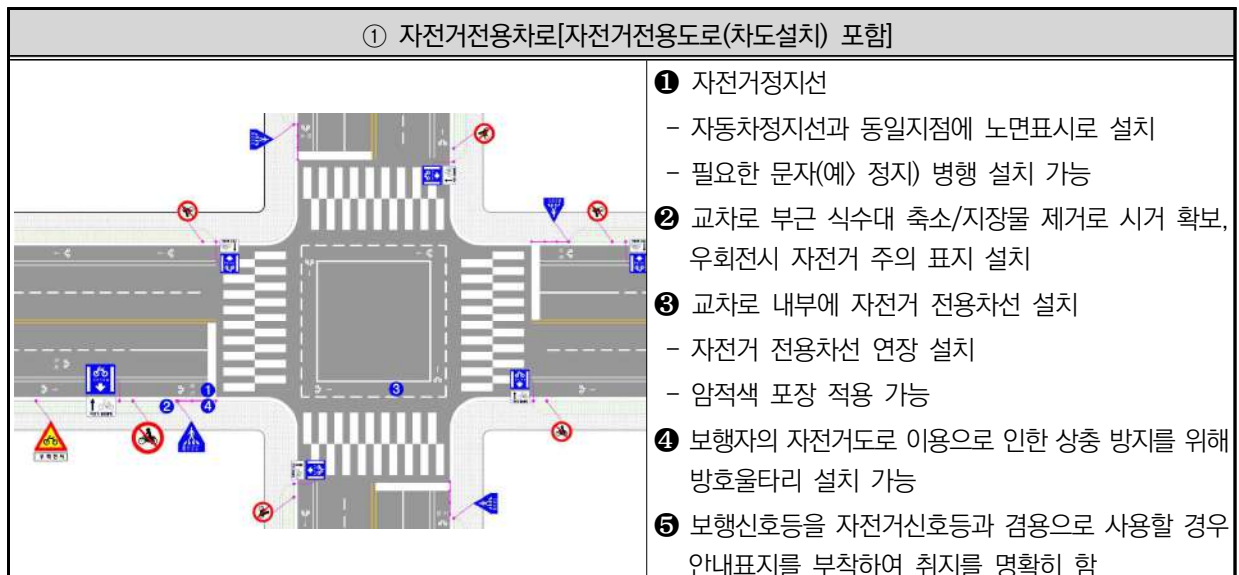 ① 자전거전용차로[자전거전용도로(차도설치) 포함]
❶ 자전거정지선
- 자동차정지선과 동일지점에 노면표시로 설치
- 필요한 문자(예〉 정지) 병행 설치 가능
❷ 교차로 부근 식수대 축소/지장물 제거로 시거 확보,
우회전시 자전거 주의 표지 설치
❸ 교차로 내부에 자전거 전용차선 설치
- 자전거 전용차선 연장 설치
- 암적색 포장 적용 가능
❹ 보행자의 자전거도로 이용으로 인한 상충 방지를 위해
방호울타리 설치 가능
❺ 보행신호등을 자전거신호등과 겸용으로 사용할 경우
안내표지를 부착하여 취지를 명확히 함
❶
❷
❹
❸